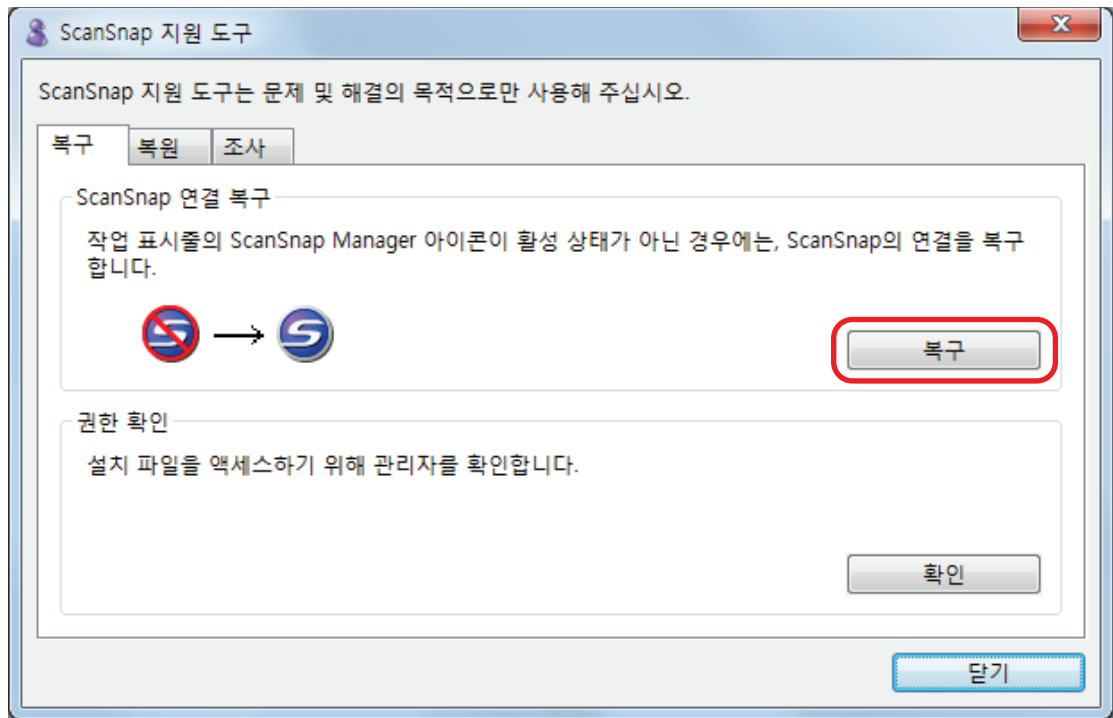 ScanSnap 지원 도구
ScanSnap 지원 도구는 문제 및 해결의 목적으로만 사용해 주십시오.
복구 복원 조사
ScanSnap 연결 복구
작업 표시줄의 ScanSnap Manager 아이콘이 활성 상태가 아닌 경우에는, ScanSnap의 연결을 복구
합니다.
복구
권한 확인
설치 파일을 액세스하기 위해 관리자를 확인합니다.
확인
닫기